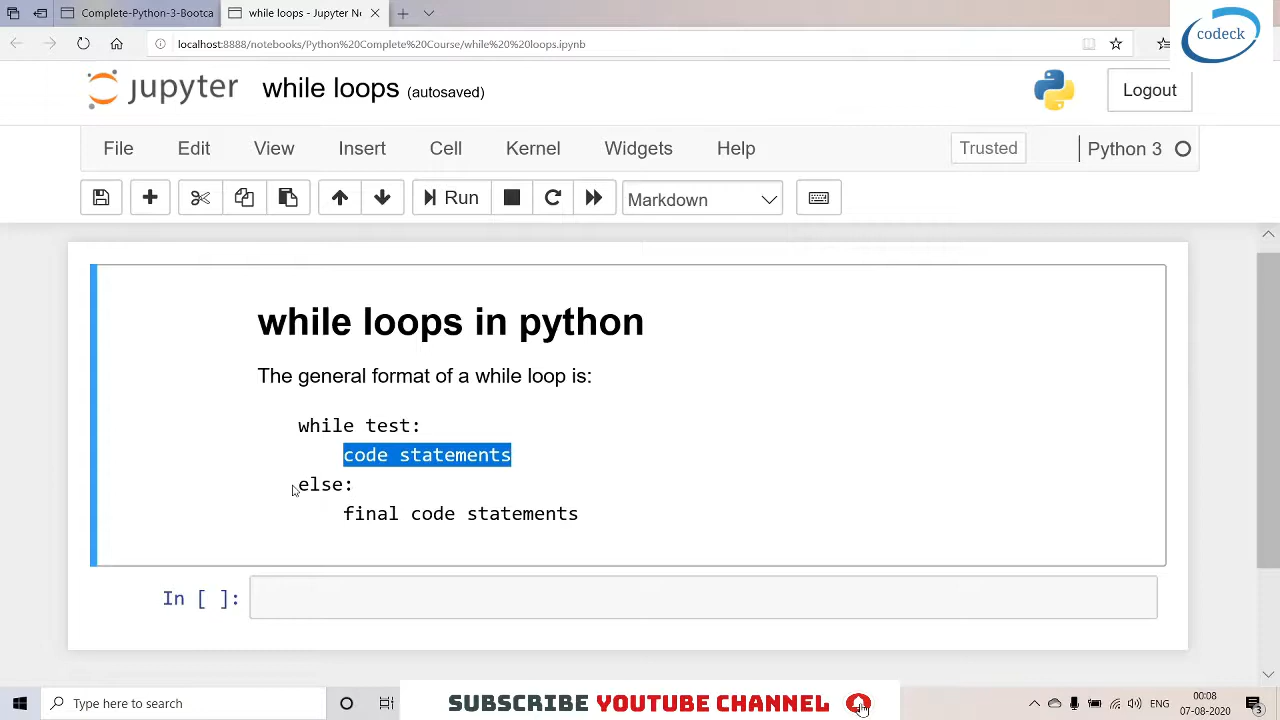 Complete-Python-3-Bootca
while loops - Jupyter No
codeck
localhost:8888/notebooks/Python%20Complete%20Course/while%20%20loops.ipynb
jupyter while loops (autosaved)
Logout
File Edit View Insert Cell Kernel Widgets Help
Trusted
Python 3
Run
Markdown
while loops in python
The general format of a while loop is:
while test:
code statements
else:
final code statements
In [ ]:
Type here to search
SUBSCRIBE YOUTUBE CHANNEL
ENG
00:08
07-08-2020
3